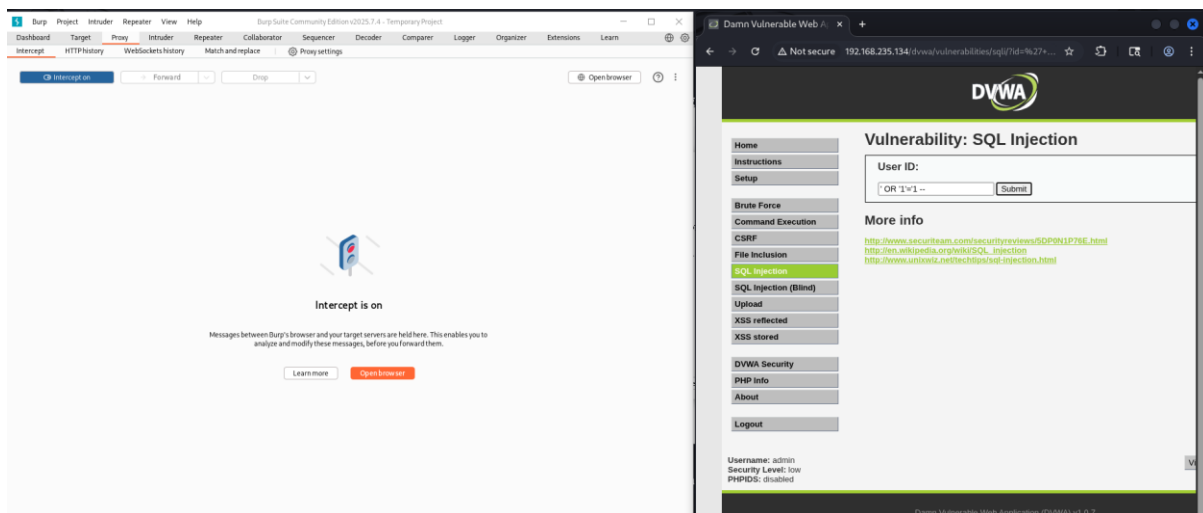 Burp Project Intruder Repeater View Help Burp Suite Community Edition v2025.7.4 - Temporary Project
Dashboard Target Proxy Intruder Repeater Collaborator Sequencer Decoder Comparer Logger Organizer Extensions Learn
Intercept HTTP history WebSockets history Match and replace Proxy settings
Intercept on Forward Drop Open browser
Intercept is on
Messages between Burp's browser and your target servers are held here. This enables you to
analyze and modify these messages, before you forward them.
Learn more Open browser
Damn Vulnerable Web A
Not secure 192.168.235.134/dvwa/vulnerabilities/sqli/?id=%27+...
DVWA
Home
Instructions
Setup
Brute Force
Command Execution
CSRF
File Inclusion
SQL Injection
SQL Injection (Blind)
Upload
XSS reflected
XSS stored
DVWA Security
PHP Info
About
Logout
Vulnerability: SQL Injection
User ID:
' OR '1'='1 -- Submit
More info
http://www.securiteam.com/securityreviews/5DP0N1P76E.html
http://en.wikipedia.org/wiki/SQL_injection
http://www.unixwiz.net/techtips/sql-injection.html
Username: admin
Security Level: low
PHPIDS: disabled
Damn Vulnerable Web Application (DVWA) v1.0.7